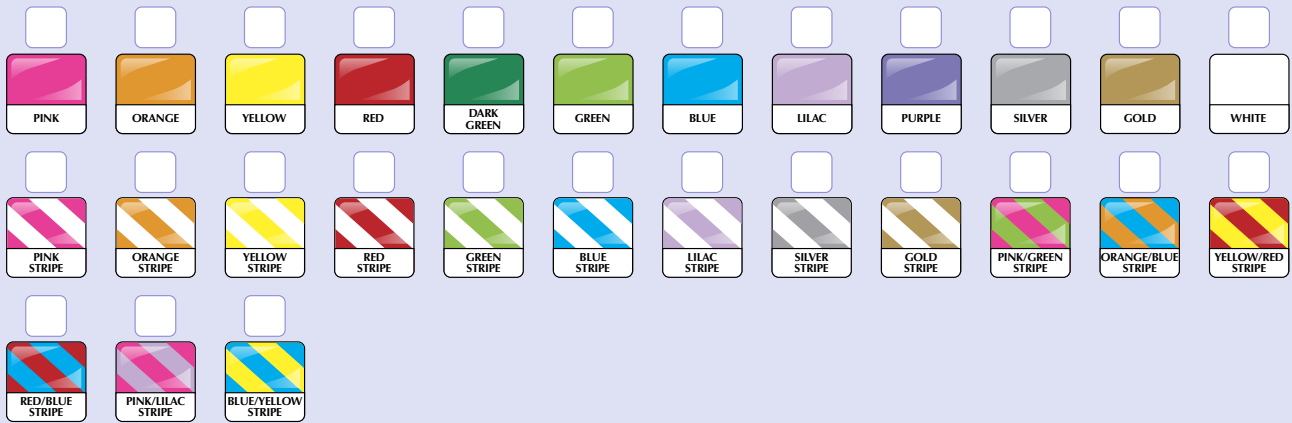 PINK
ORANGE
YELLOW
RED
DARK
GREEN
GREEN
BLUE
LILAC
PURPLE
SILVER
GOLD
WHITE
PINK
STRIPE
ORANGE
STRIPE
YELLOW
STRIPE
RED
STRIPE
GREEN
STRIPE
BLUE
STRIPE
LILAC
STRIPE
SILVER
STRIPE
GOLD
STRIPE
PINK/GREEN
STRIPE
ORANGE/BLUE
STRIPE
YELLOW/RED
STRIPE
RED/BLUE
STRIPE
PINK/LILAC
STRIPE
BLUE/YELLOW
STRIPE